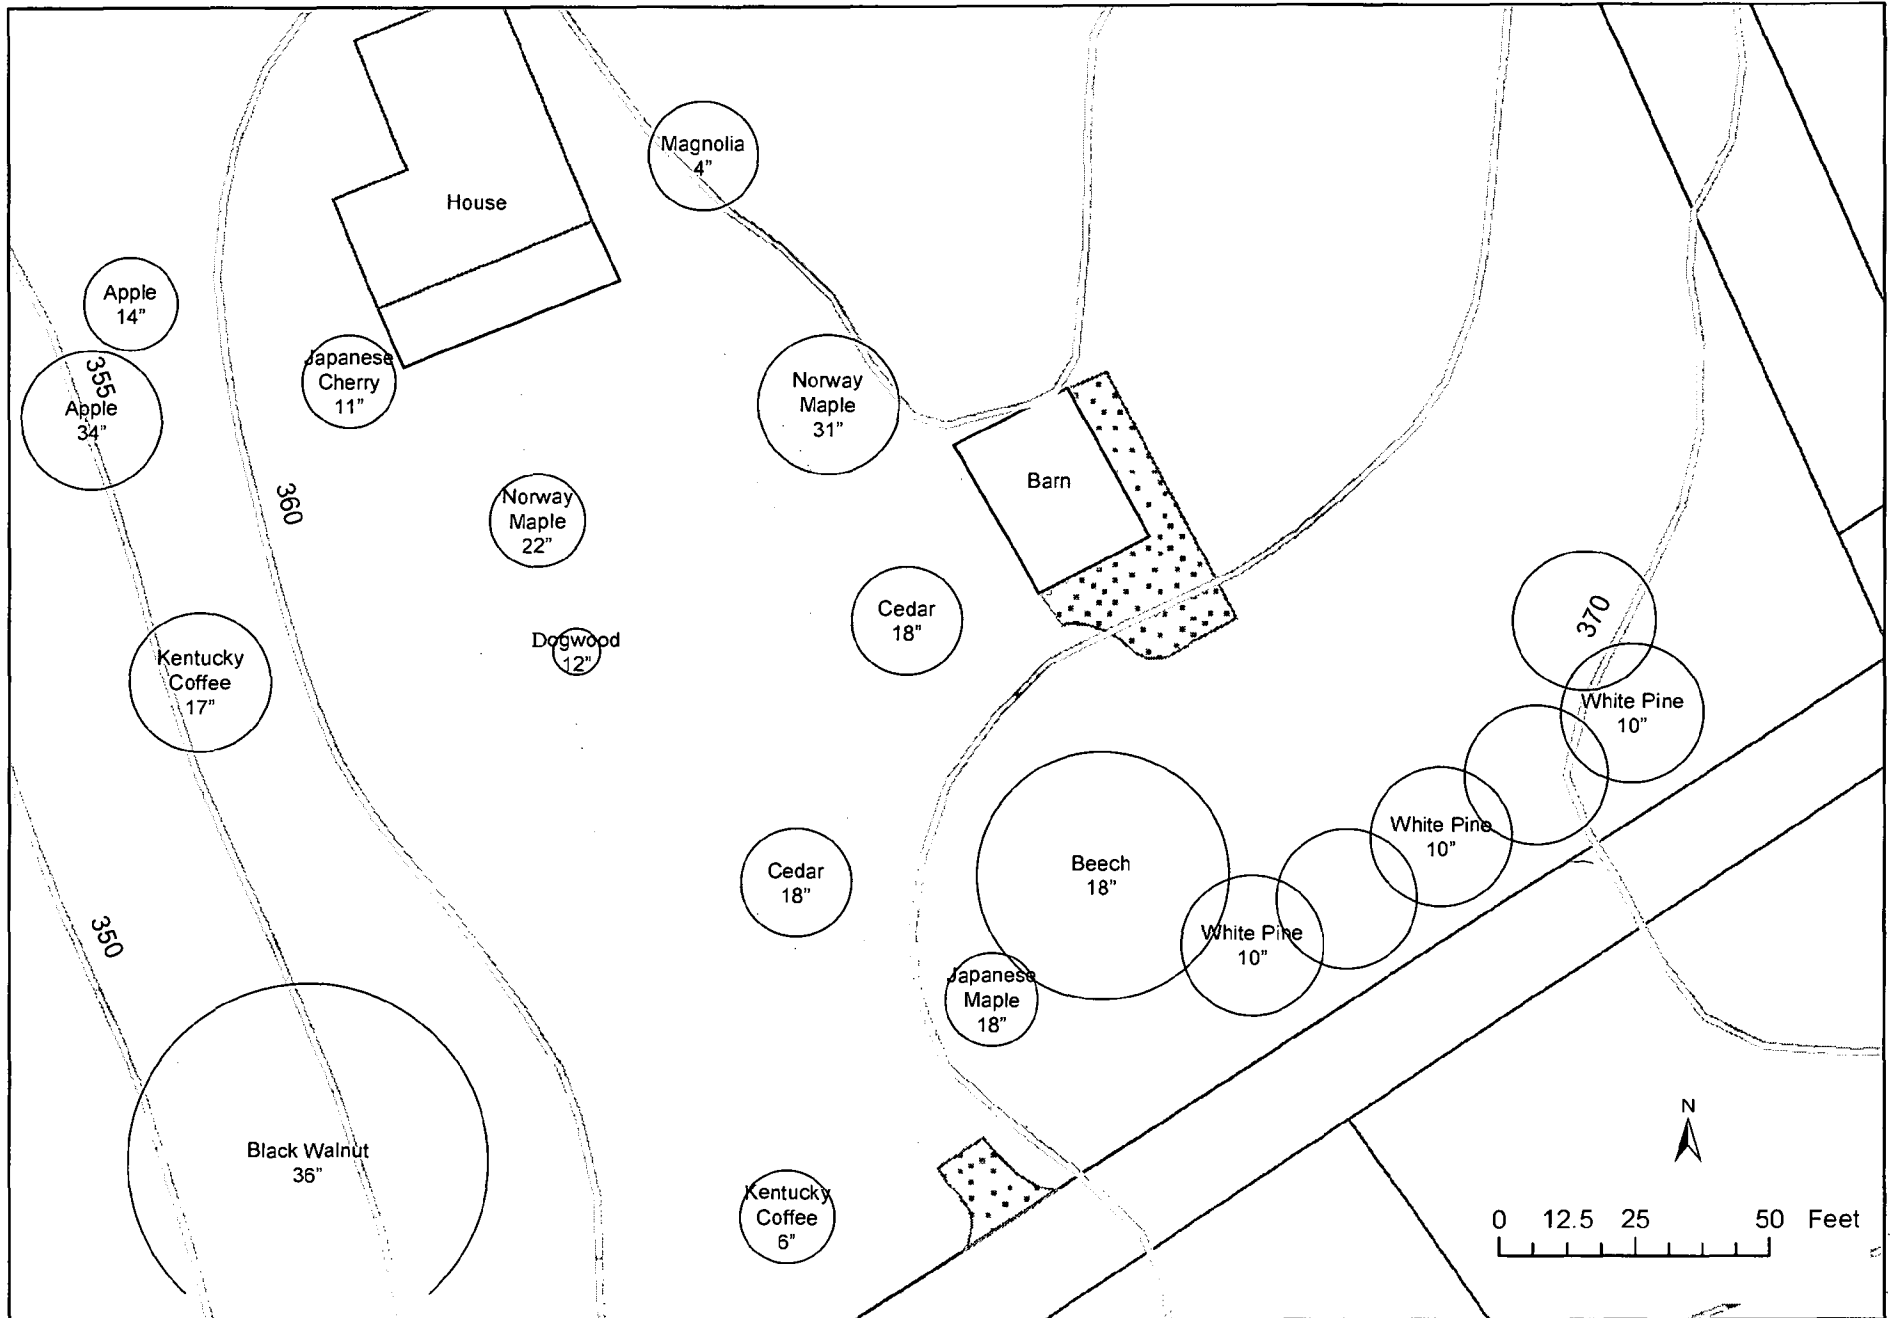 Magnolia
4"
House
Apple
14"
355
Apple
34"
Japanese
Cherry
11"
Norway
Maple
31"
Barn
360
Norway
Maple
22"
Cedar
18"
Dogwood
12"
370
Kentucky
Coffee
17"
White Pine
10"
White Pine
10"
Cedar
18"
Beech
18"
350
White Pine
10"
Japanese
Maple
18"
Black Walnut
36"
Kentucky
Coffee
6"
N
0 12.5 25 50 Feet